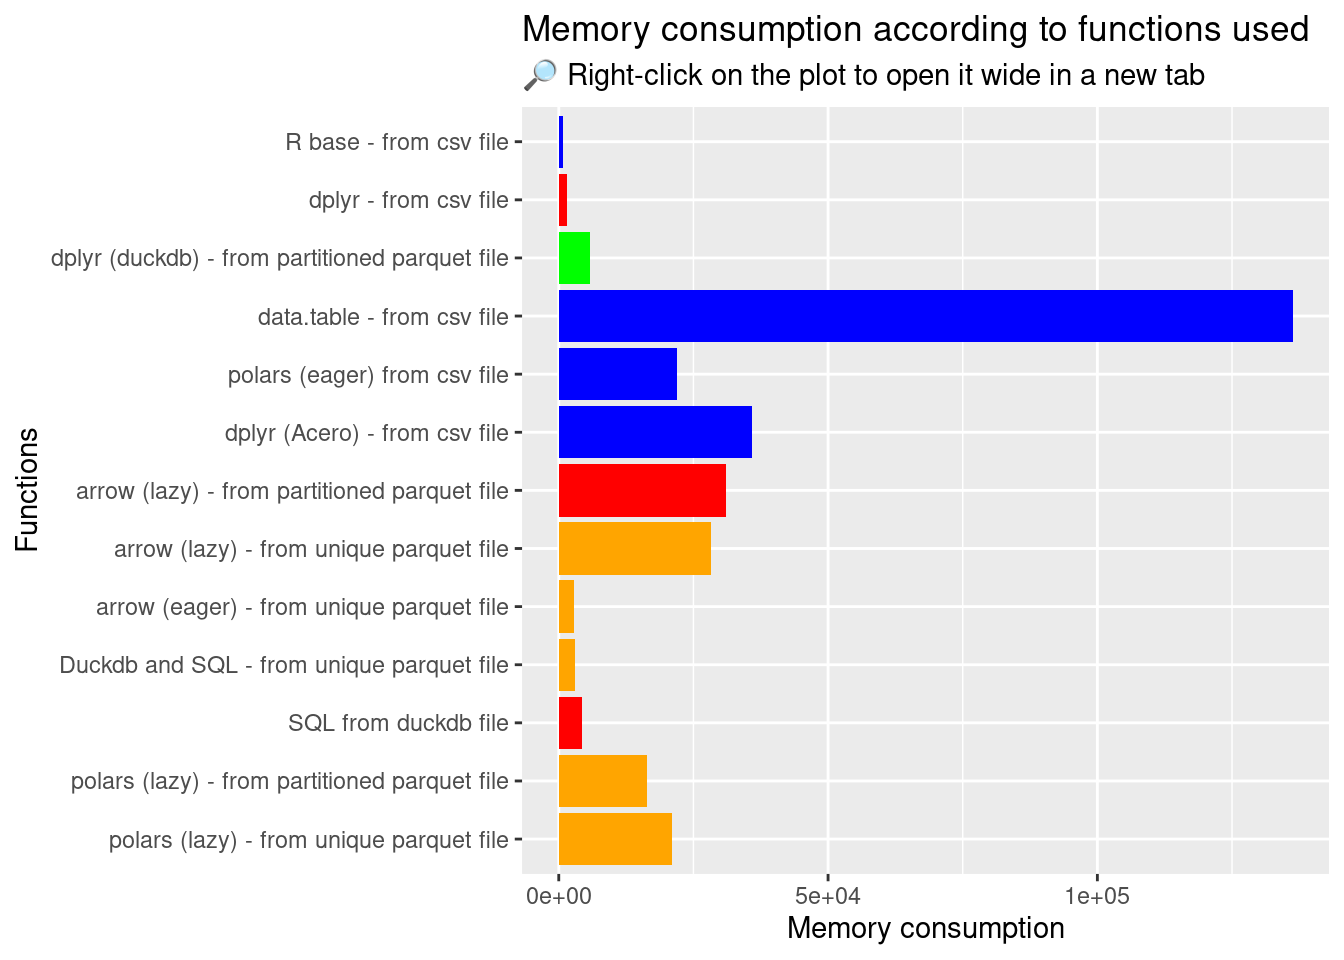 Memory consumption according to functions used
🔎 Right-click on the plot to open it wide in a new tab
Functions
R base - from csv file
dplyr - from csv file
dplyr (duckdb) - from partitioned parquet file
data.table - from csv file
polars (eager) from csv file
dplyr (Acero) - from csv file
arrow (lazy) - from partitioned parquet file
arrow (lazy) - from unique parquet file
arrow (eager) - from unique parquet file
Duckdb and SQL - from unique parquet file
SQL from duckdb file
polars (lazy) - from partitioned parquet file
polars (lazy) - from unique parquet file
0e+00 5e+04 1e+05
Memory consumption